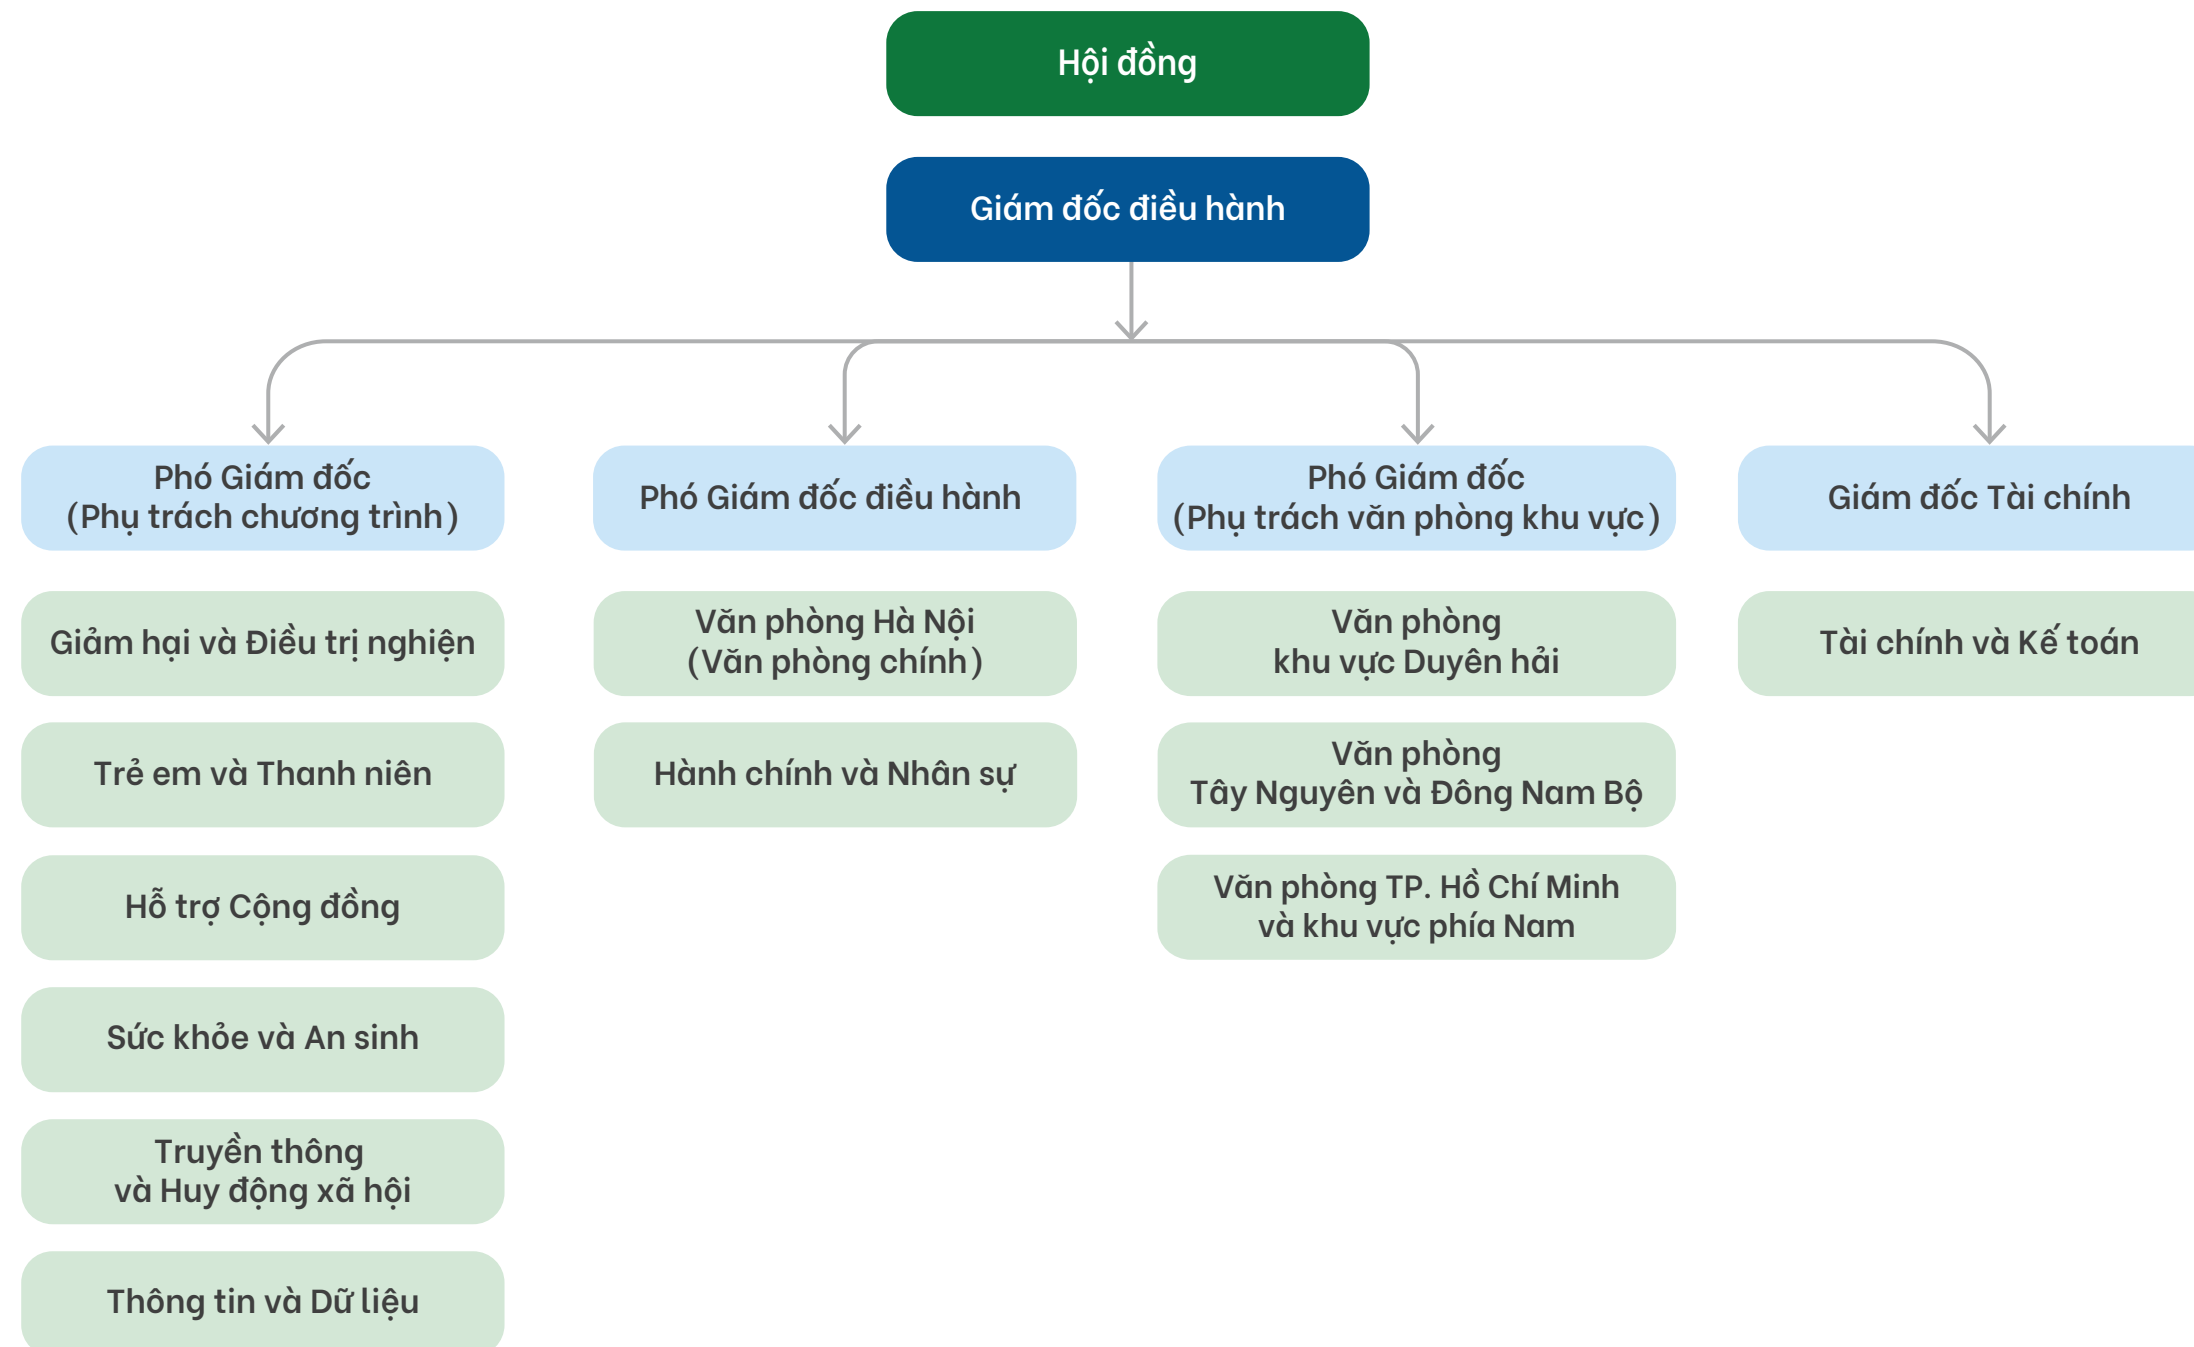 Hội đồng
Giám đốc điều hành
Phó Giám đốc
(Phụ trách chương trình)
Giảm hại và Điều trị nghiện
Trẻ em và Thanh niên
Hỗ trợ Cộng đồng
Sức khỏe và An sinh
Truyền thông
và Huy động xã hội
Thông tin và Dữ liệu
Phó Giám đốc điều hành
Văn phòng Hà Nội
(Văn phòng chính)
Hành chính và Nhân sự
Phó Giám đốc
(Phụ trách văn phòng khu vực)
Văn phòng
khu vực Duyên hải
Văn phòng
Tây Nguyên và Đông Nam Bộ
Văn phòng TP. Hồ Chí Minh
và khu vực phía Nam
Giám đốc Tài chính
Tài chính và Kế toán